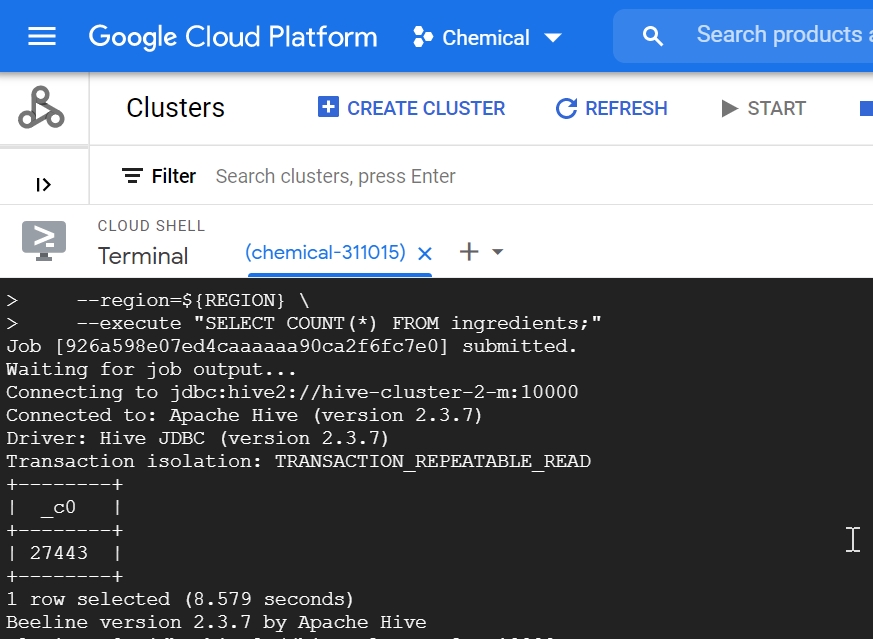 Google Cloud Platform Chemical Search products
Clusters CREATE CLUSTER REFRESH START
Filter Search clusters, press Enter
CLOUD SHELL
Terminal (chemical-311015)
>      --region=${REGION} \
>      --execute "SELECT COUNT(*) FROM ingredients;"
Job [926a598e07ed4caaaaaa90ca2f6fc7e0] submitted.
Waiting for job output...
Connecting to jdbc:hive2://hive-cluster-2-m:10000
Connected to: Apache Hive (version 2.3.7)
Driver: Hive JDBC (version 2.3.7)
Transaction isolation: TRANSACTION_REPEATABLE_READ
+--------+
|  _c0   |
+--------+
| 27443  |
+--------+
1 row selected (8.579 seconds)
Beeline version 2.3.7 by Apache Hive